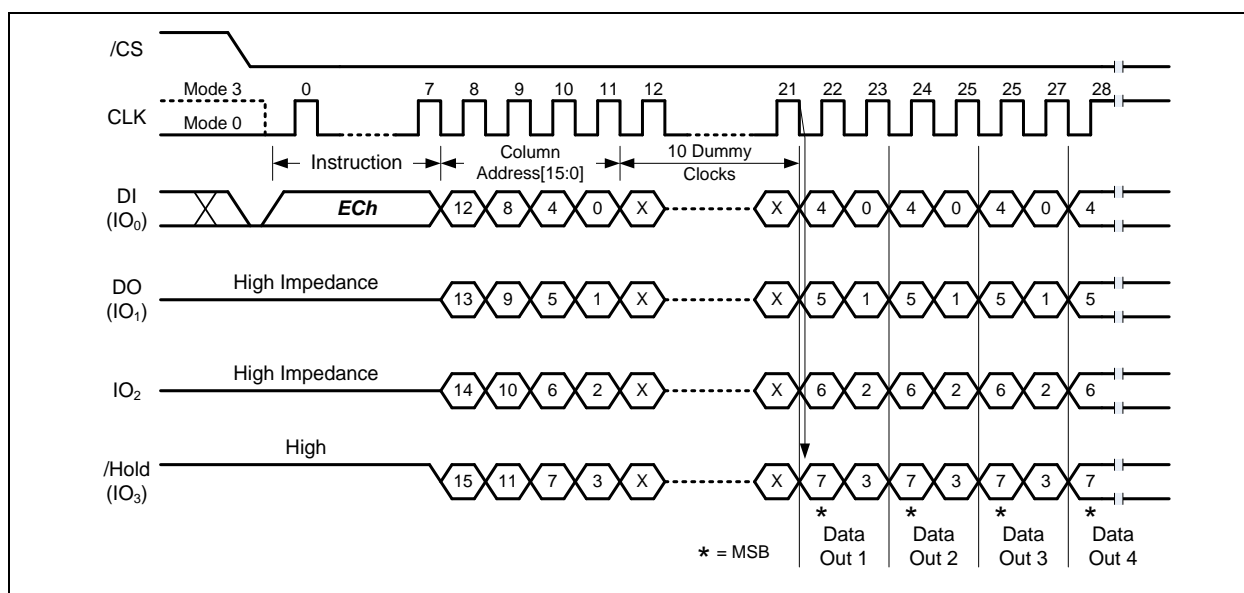 /CS
Mode 3 0 7 8 9 10 11 12 21 22 23 24 25 25 27 28
CLK
Mode 0
Instruction Column 10 Dummy
Address[15:0] Clocks
DI ECh 12 8 4 0 X X 4 0 4 0 4 0 4
(IO0)
High Impedance
DO 13 9 5 1 X X 5 1 5 1 5 1 5
(IO1)
High Impedance
IO2 14 10 6 2 X X 6 2 6 2 6 2 6
High
/Hold 15 11 7 3 X X 7 3 7 3 7 3 7
(IO3)
* * * *
* = MSB Data Data Data Data
Out 1 Out 2 Out 3 Out 4